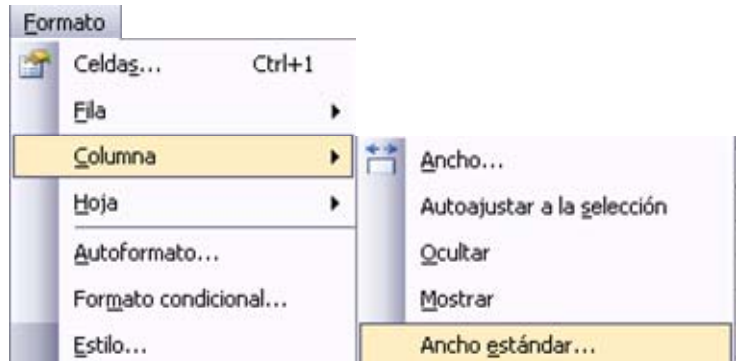 Formato
Celdas... Ctrl+1
Fila
Columna
Hoja
Autoformato...
Formato condicional...
Estilo...
Ancho...
Autoajustar a la selección
Ocultar
Mostrar
Ancho estándar...